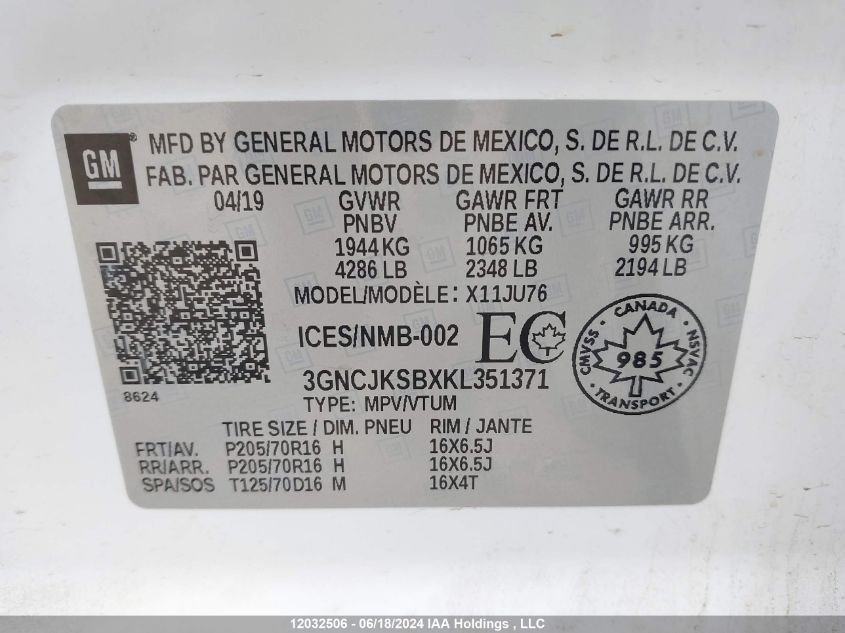 GM
MFD BY GENERAL MOTORS DE MEXICO, S. DE R.L. DE C.V.
FAB. PAR GENERAL MOTORS DE MEXICO, S. DE R.L. DE C.V.
04/19 GVWR GAWR FRT GAWR RR
PNBV PNBE AV. PNBE ARR.
1944 KG 1065 KG 995 KG
4286 LB 2348 LB 2194 LB
MODEL/MODÈLE: X11JU76
ICES/NMB-002 EC
CANADA
CMVSS 985 NSVAC
TRANSPORT
3GNCJKSBXKL351371
8624
TYPE: MPV/VTUM
TIRE SIZE / DIM. PNEU RIM / JANTE
FRT/AV. P205/70R16 H 16X6.5J
RR/ARR. P205/70R16 H 16X6.5J
SPA/SOS T125/70D16 M 16X4T
12032506 - 06/18/2024 IAA Holdings , LLC